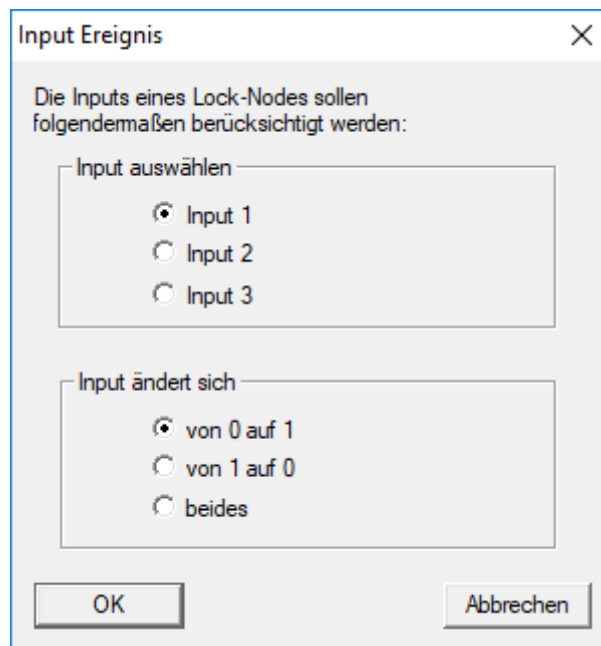 Input Ereignis
Die Inputs eines Lock-Nodes sollen
folgendermaßen berücksichtigt werden:
Input auswählen
Input 1
Input 2
Input 3
Input ändert sich
von 0 auf 1
von 1 auf 0
beides
OK
Abbrechen